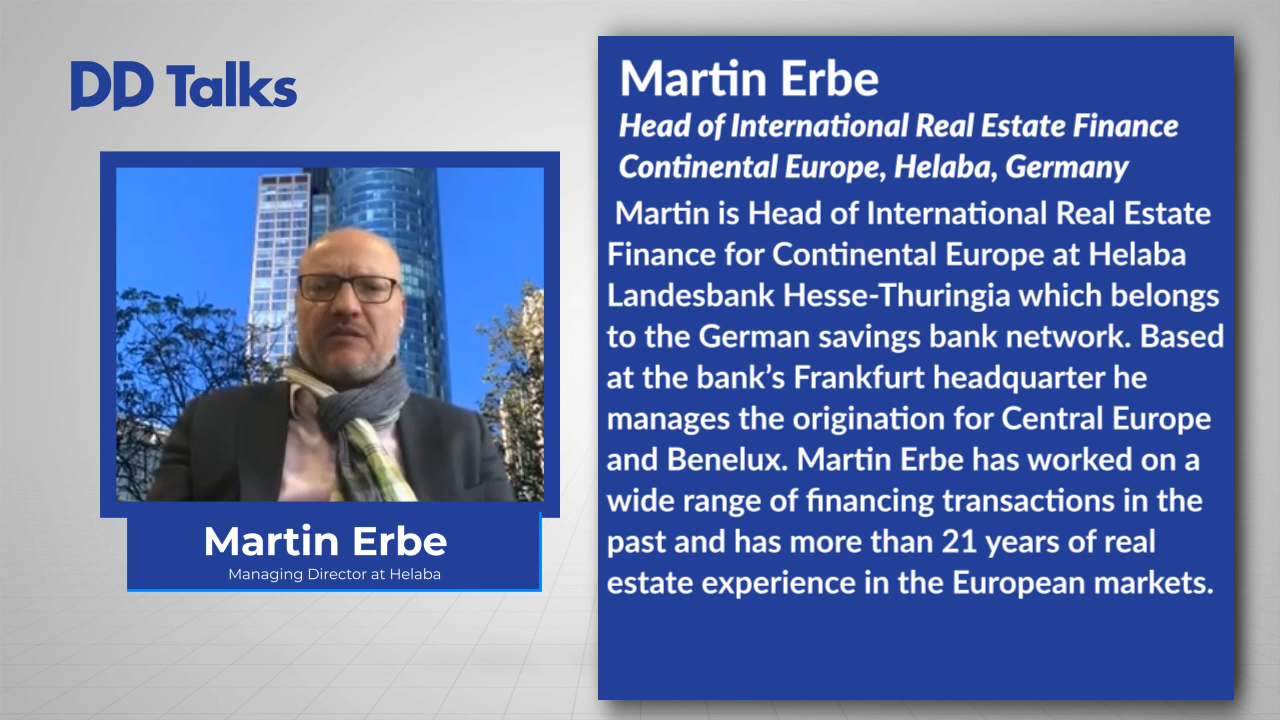 DD Talks
Martin Erbe
Managing Director at Helaba
Martin Erbe
Head of International Real Estate Finance
Continental Europe, Helaba, Germany
Martin is Head of International Real Estate
Finance for Continental Europe at Helaba
Landesbank Hesse-Thuringia which belongs
to the German savings bank network. Based
at the bank’s Frankfurt headquarter he
manages the origination for Central Europe
and Benelux. Martin Erbe has worked on a
wide range of financing transactions in the
past and has more than 21 years of real
estate experience in the European markets.